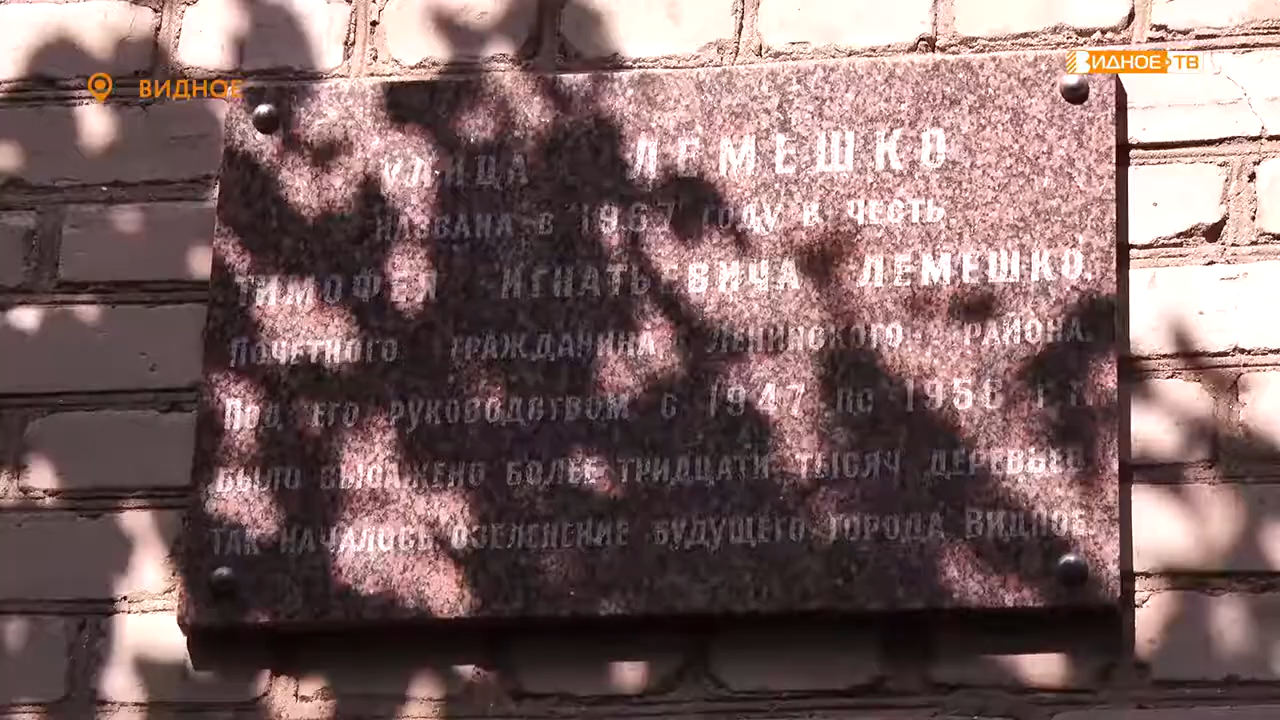 ВИДНОЕ
ВИДНОЕ ТВ
УЛИЦА ЛЕМЕШКО
НАЗВАНА В 1967 ГОДУ В ЧЕСТЬ
ТИМОФЕЯ ИГНАТЬЕВИЧА ЛЕМЕШКО.
ПОЧЕТНОГО ГРАЖДАНИНА ЛЕНИНСКОГО РАЙОНА.
ПОД ЕГО РУКОВОДСТВОМ С 1947 ПО
БЫЛО ВЫСАЖЕНО БОЛЕЕ ТРИДЦАТИ ТЫСЯЧ ДЕРЕВЬЕВ
ТАК НАЧАЛОСЬ ОЗЕЛЕНЕНИЕ БУДУЩЕГО ГОРОДА ВИДНОЕ.